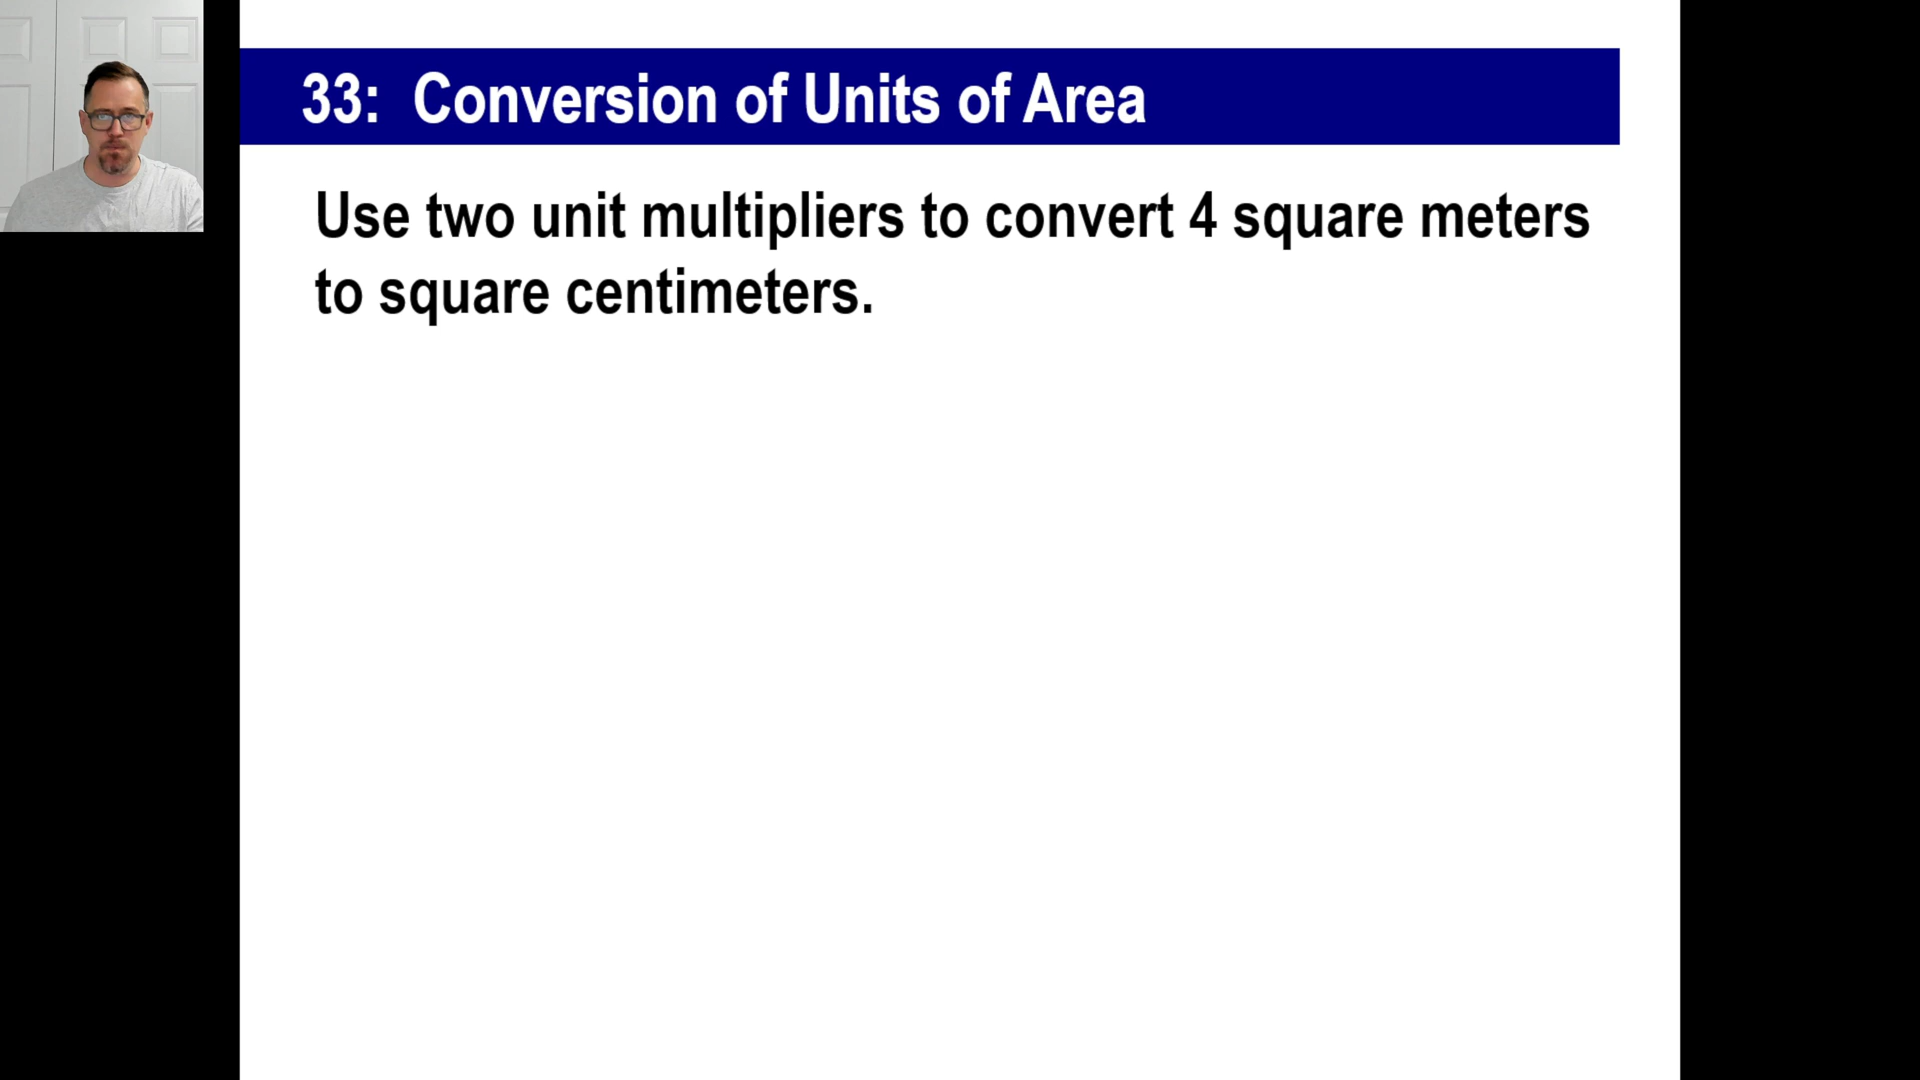 33: Conversion of Units of Area
Use two unit multipliers to convert 4 square meters
to square centimeters.